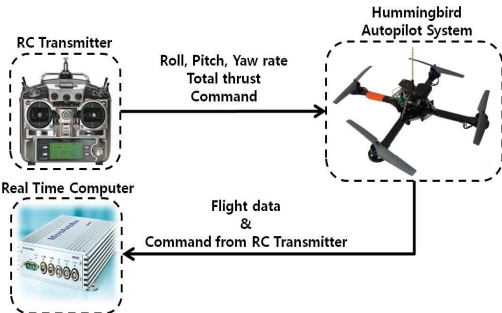 Hummingbird
Autopilot System
RC Transmitter
Roll, Pitch, Yaw rate
Total thrust
Command
Real Time Computer
Flight data
&
Command from RC Transmitter
MicroAutoBox